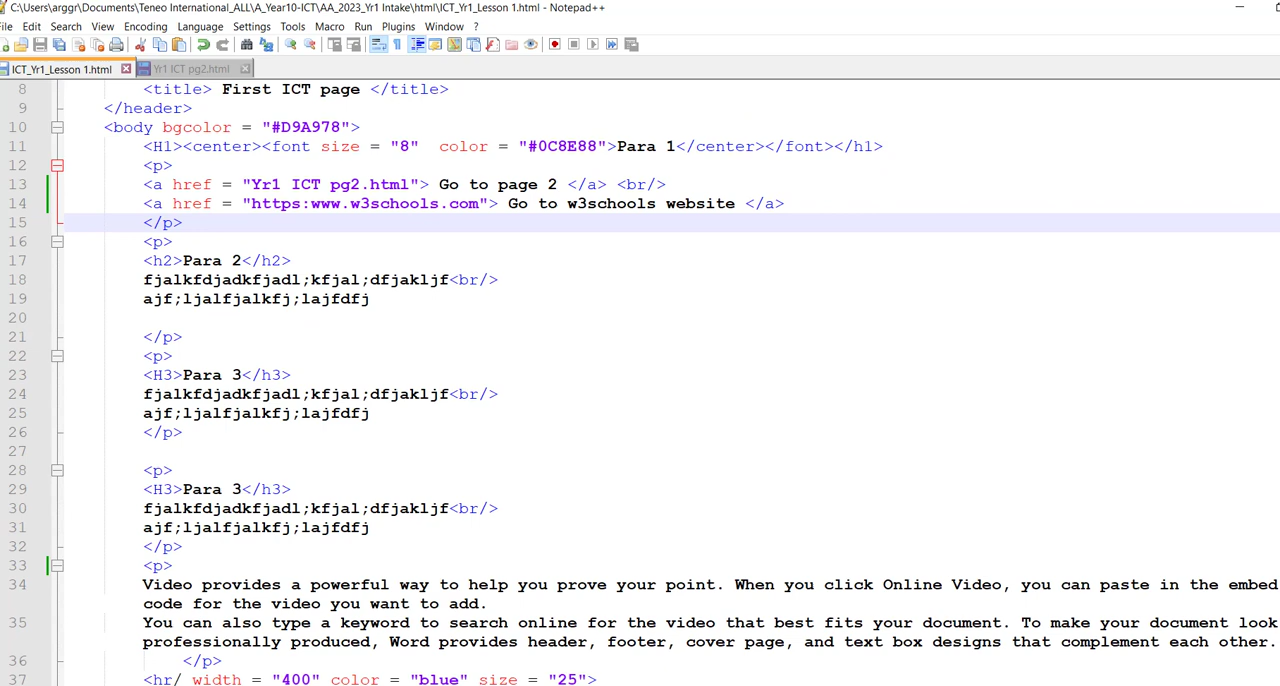 C:\Users\arggr\Documents\Teneo International_ALL\A_Year10-ICT\AA_2023_Yr1 Intake\html\ICT_Yr1_Lesson 1.html - Notepad++
File Edit Search View Encoding Language Settings Tools Macro Run Plugins Window ?
ICT_Yr1_Lesson 1.html Yr1 ICT pg2.html
8 <title> First ICT page </title>
9 </header>
10 <body bgcolor = "#D9A978">
11 <H1><center><font size = "8" color = "#0C8E88">Para 1</center></font></h1>
12 <p>
13 <a href = "Yr1 ICT pg2.html"> Go to page 2 </a> <br/>
14 <a href = "https:www.w3schools.com"> Go to w3schools website </a>
15 </p>
16 <p>
17 <h2>Para 2</h2>
18 fjalkfdjadkfjadl;kfjal;dfjakljf<br/>
19 ajf;ljalfjalkfj;lajfdfj
20
21 </p>
22 <p>
23 <H3>Para 3</h3>
24 fjalkfdjadkfjadl;kfjal;dfjakljf<br/>
25 ajf;ljalfjalkfj;lajfdfj
26 </p>
27
28 <p>
29 <H3>Para 3</h3>
30 fjalkfdjadkfjadl;kfjal;dfjakljf<br/>
31 ajf;ljalfjalkfj;lajfdfj
32 </p>
33 <p>
34 Video provides a powerful way to help you prove your point. When you click Online Video, you can paste in the embed
code for the video you want to add.
35 You can also type a keyword to search online for the video that best fits your document. To make your document look
professionally produced, Word provides header, footer, cover page, and text box designs that complement each other.
36 </p>
37 <hr/ width = "400" color = "blue" size = "25">